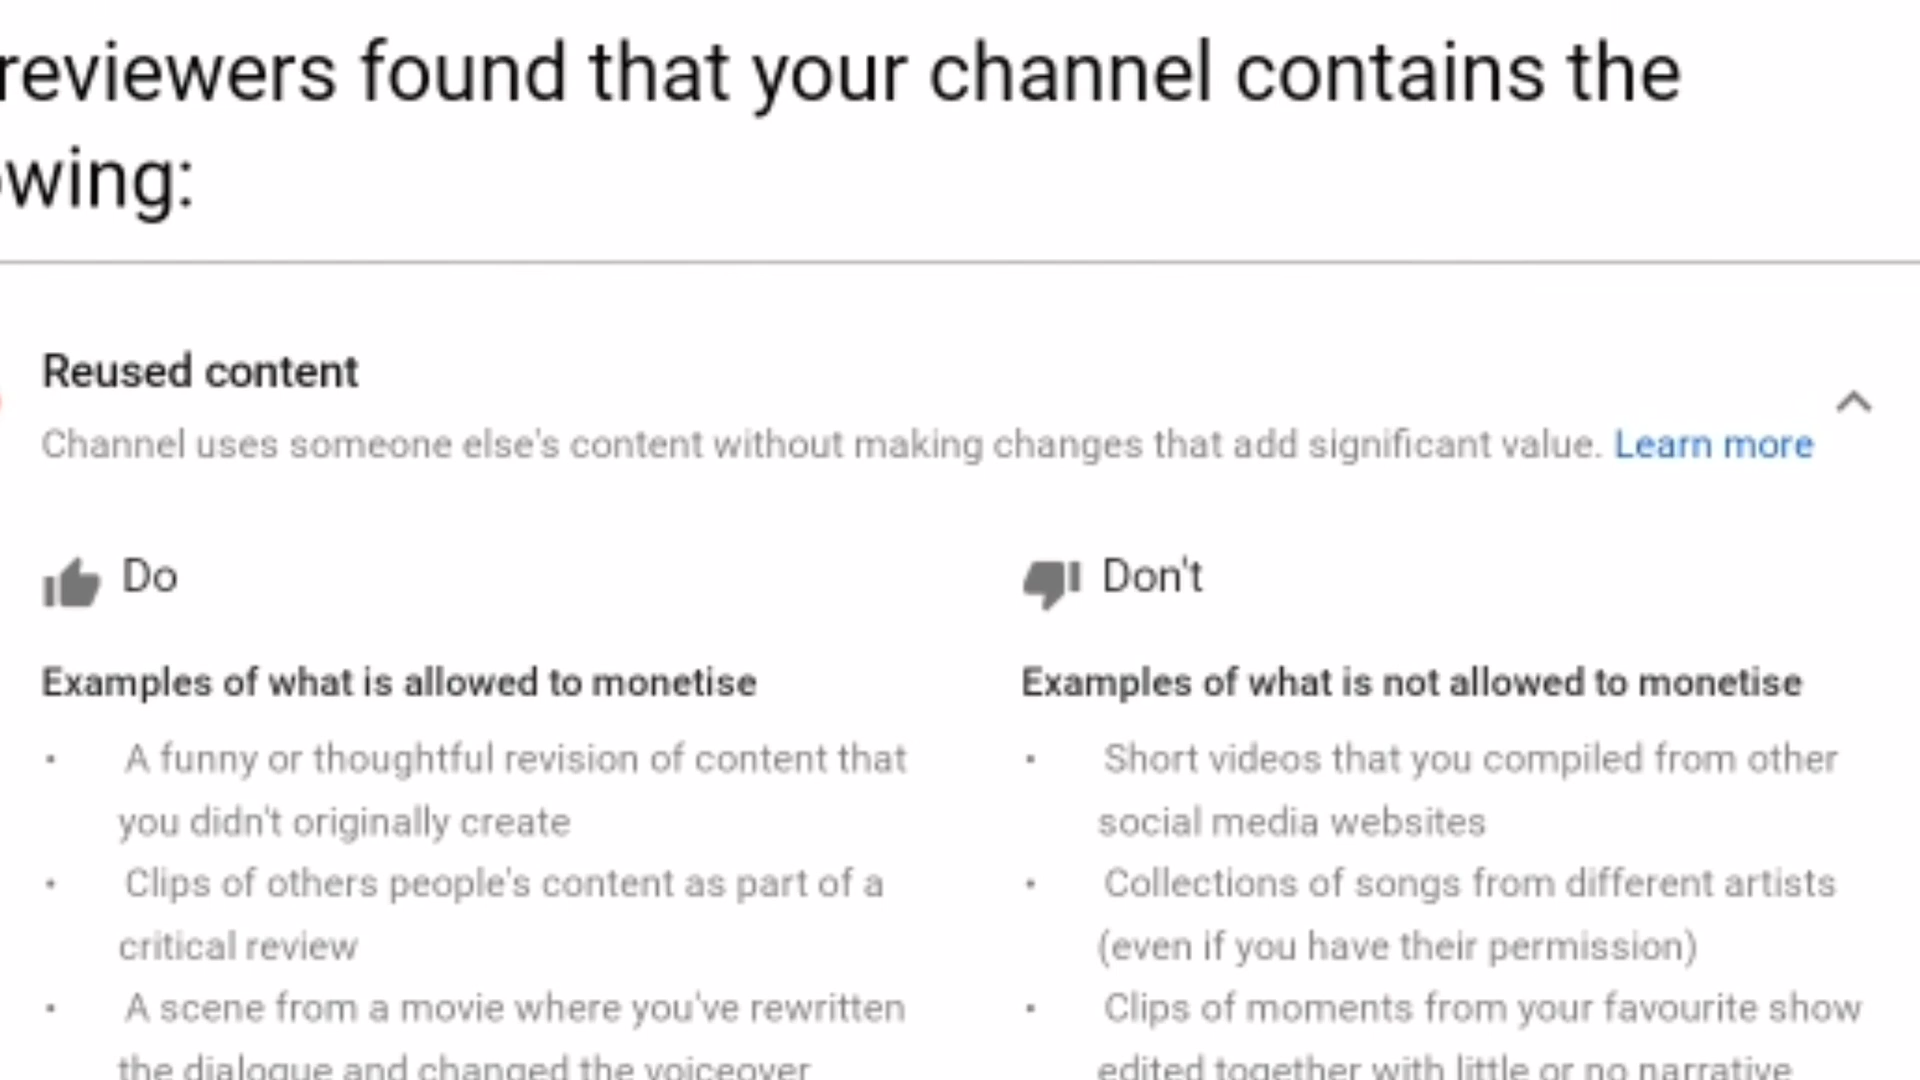 reviewers found that your channel contains the
owing:
Reused content
Channel uses someone else's content without making changes that add significant value. Learn more
Do
Examples of what is allowed to monetise
· A funny or thoughtful revision of content that
you didn't originally create
· Clips of others people's content as part of a
critical review
· A scene from a movie where you've rewritten
the dialogue and changed the voiceover
Don't
Examples of what is not allowed to monetise
· Short videos that you compiled from other
social media websites
· Collections of songs from different artists
(even if you have their permission)
· Clips of moments from your favourite show
edited together with little or no narrative